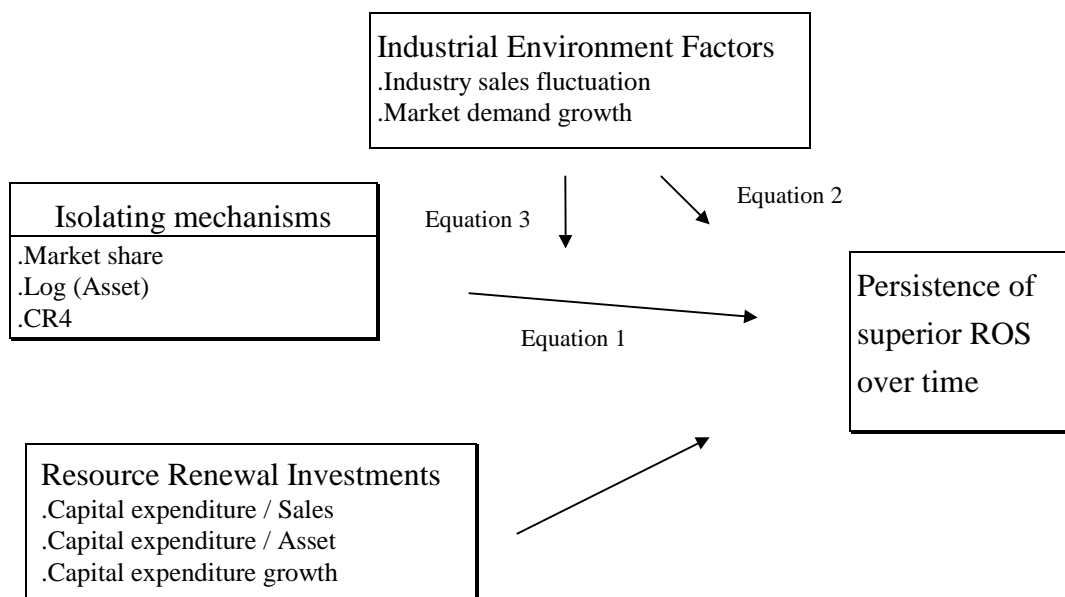 Industrial Environment Factors
.Industry sales fluctuation
.Market demand growth
Isolating mechanisms
.Market share
.Log (Asset)
.CR4
Equation 3
Equation 2
Equation 1
Persistence of
superior ROS
over time
Resource Renewal Investments
.Capital expenditure / Sales
.Capital expenditure / Asset
.Capital expenditure growth